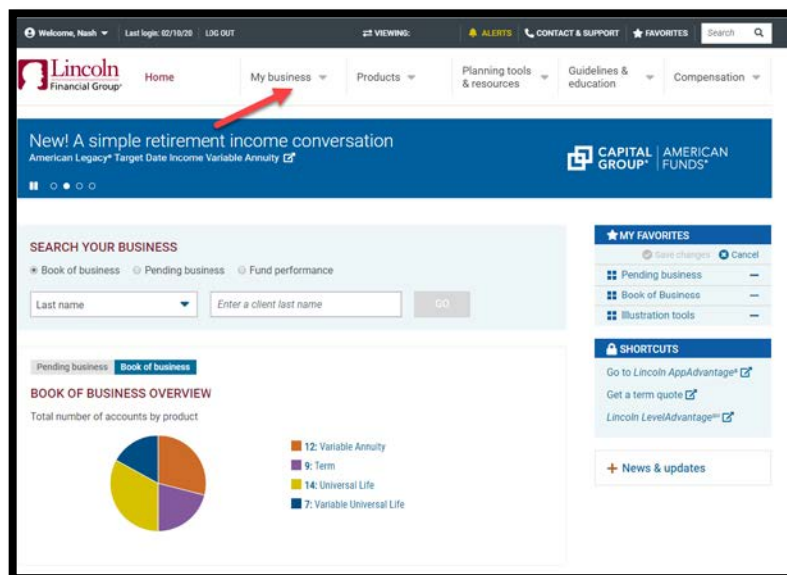 Welcome, Nash
Last login: 02/10/20
LOG OUT
VIEWING:
ALERTS
CONTACT & SUPPORT
FAVORITES
Search
Lincoln
Financial Group®
Home
My business
Products
Planning tools
& resources
Guidelines &
education
Compensation
New! A simple retirement income conversation
American Legacy® Target Date Income Variable Annuity
CAPITAL GROUP® | AMERICAN FUNDS®
SEARCH YOUR BUSINESS
Book of business
Pending business
Fund performance
Last name
Enter a client last name
GO
MY FAVORITES
Save changes
Cancel
Pending business
Book of Business
Illustration tools
SHORTCUTS
Go to Lincoln AppAdvantage®
Get a term quote
Lincoln LevelAdvantage℠
News & updates
Pending business
Book of business
BOOK OF BUSINESS OVERVIEW
Total number of accounts by product
12: Variable Annuity
9: Term
14: Universal Life
7: Variable Universal Life